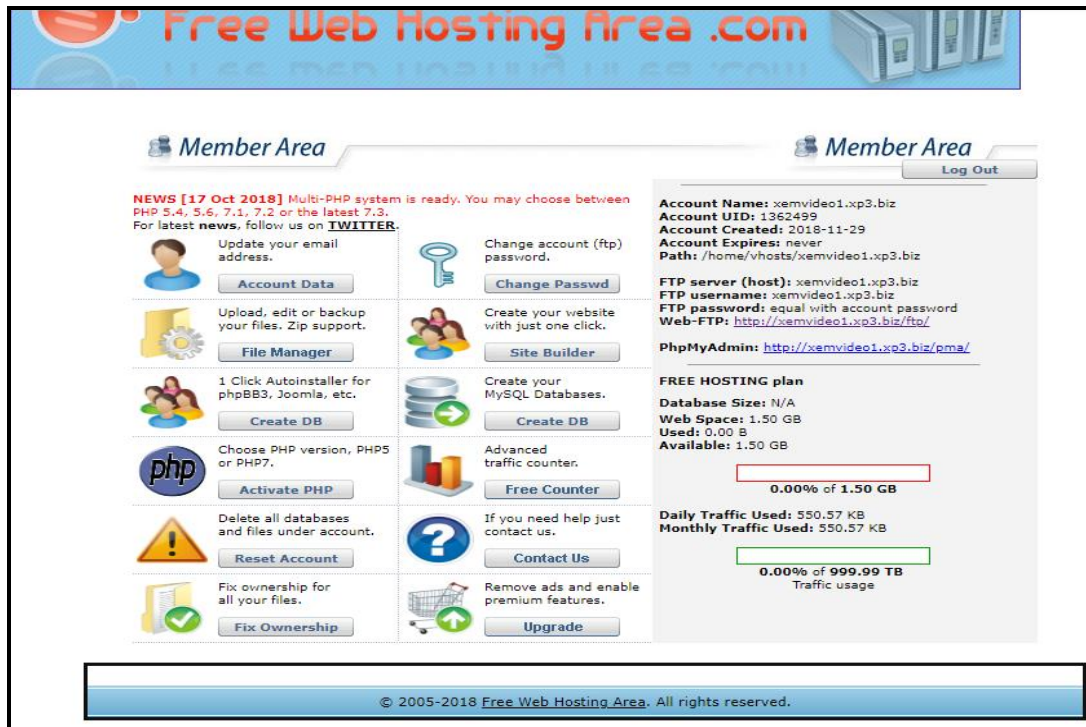 Free Web Hosting Area .com
Member Area
Member Area
Log Out
NEWS [17 Oct 2018] Multi-PHP system is ready. You may choose between
PHP 5.4, 5.6, 7.1, 7.2 or the latest 7.3.
For latest news, follow us on TWITTER.
Update your email
address.
Account Data
Change account (ftp)
password.
Change Passwd
Upload, edit or backup
your files. Zip support.
File Manager
Create your website
with just one click.
Site Builder
1 Click Autoinstaller for
phpBB3, Joomla, etc.
Create DB
Create your
MySQL Databases.
Create DB
php
Choose PHP version, PHP5
or PHP7.
Activate PHP
Advanced
traffic counter.
Free Counter
Delete all databases
and files under account.
Reset Account
If you need help just
contact us.
Contact Us
Fix ownership for
all your files.
Fix Ownership
Remove ads and enable
premium features.
Upgrade
Account Name: xemvideo1.xp3.biz
Account UID: 1362499
Account Created: 2018-11-29
Account Expires: never
Path: /home/vhosts/xemvideo1.xp3.biz
FTP server (host): xemvideo1.xp3.biz
FTP username: xemvideo1.xp3.biz
FTP password: equal with account password
Web-FTP: http://xemvideo1.xp3.biz/ftp/
PhpMyAdmin: http://xemvideo1.xp3.biz/pma/
FREE HOSTING plan
Database Size: N/A
Web Space: 1.50 GB
Used: 0.00 B
Available: 1.50 GB
0.00% of 1.50 GB
Daily Traffic Used: 550.57 KB
Monthly Traffic Used: 550.57 KB
0.00% of 999.99 TB
Traffic usage
© 2005-2018 Free Web Hosting Area. All rights reserved.